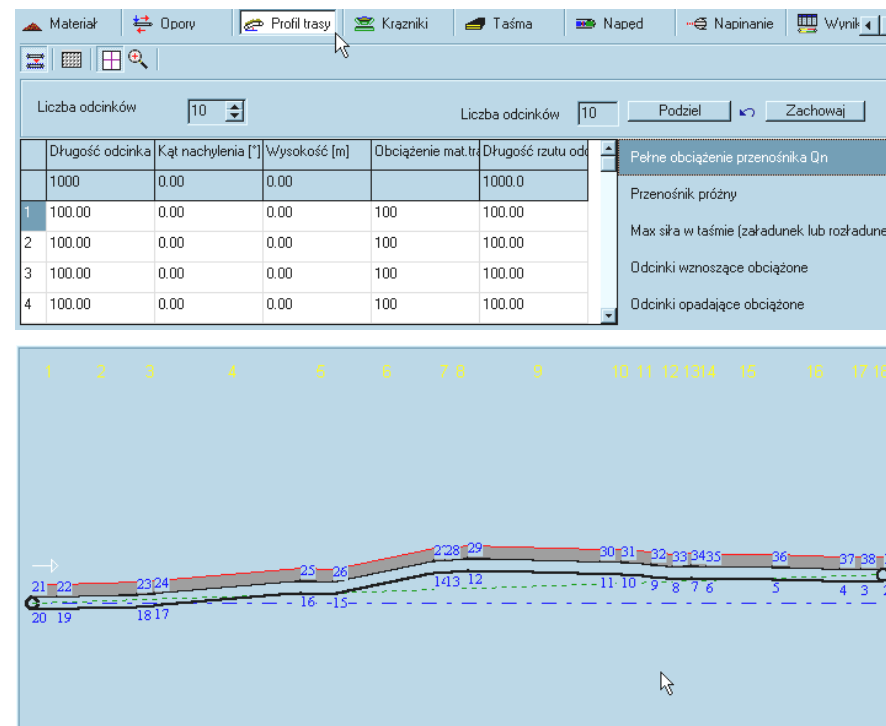 Materiał Opory Profil trasy Krążniki Taśma Napęd Napinanie Wynik
Liczba odcinków 10 Liczba odcinków 10 Podziel Zachowaj
Długość odcinka Kąt nachylenia [°] Wysokość [m] Obciążenie mat.tra Długość rzutu odc
1000 0.00 0.00 1000.0
1 100.00 0.00 0.00 100 100.00
2 100.00 0.00 0.00 100 100.00
3 100.00 0.00 0.00 100 100.00
4 100.00 0.00 0.00 100 100.00
Pełne obciążenie przenośnika Qn
Przenośnik próżny
Max siła w taśmie (załadunek lub rozładune
Odcinki wznoszące obciążone
Odcinki opadające obciążone
1 2 3 4 5 6 7 8 9 10 11 12 13 14 15 16 17 18
21 22 23 24 25 26 27 28 29 30 31 32 33 34 35 36 37 38
20 19 18 17 16 15 14 13 12 11 10 9 8 7 6 5 4 3 2